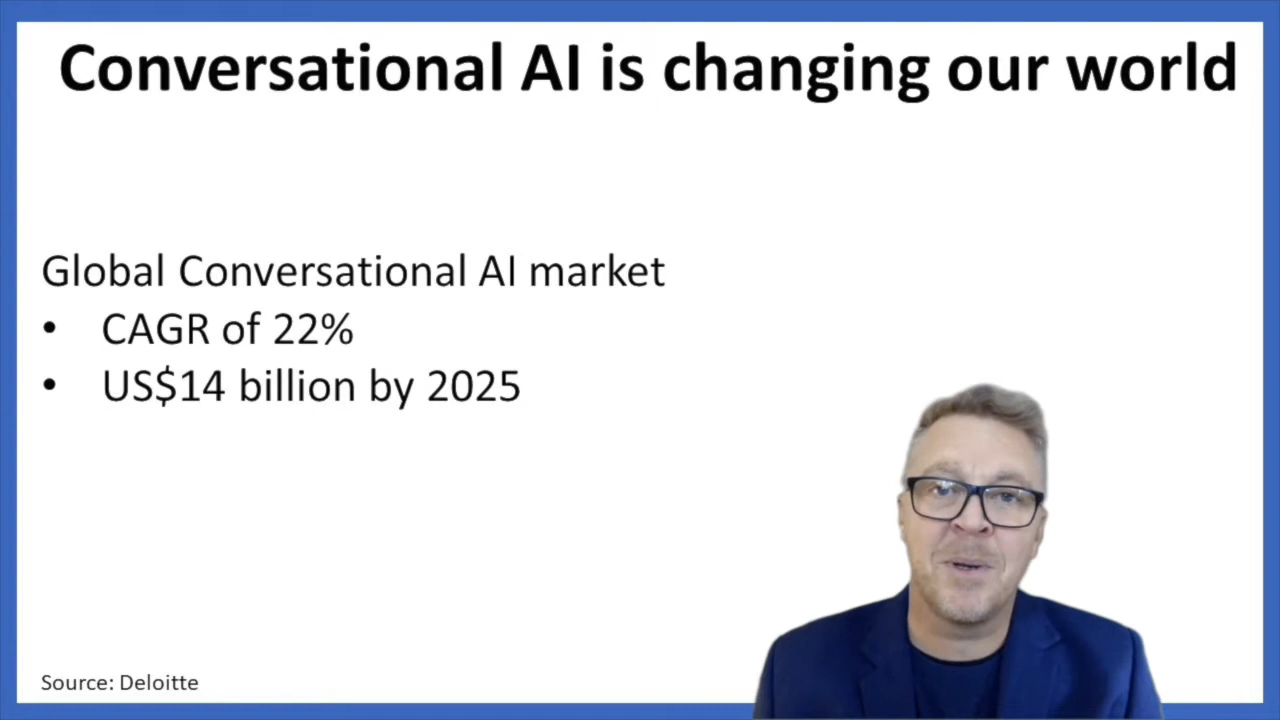 Conversational AI is changing our world
Global Conversational AI market
• CAGR of 22%
• US$14 billion by 2025
Source: Deloitte